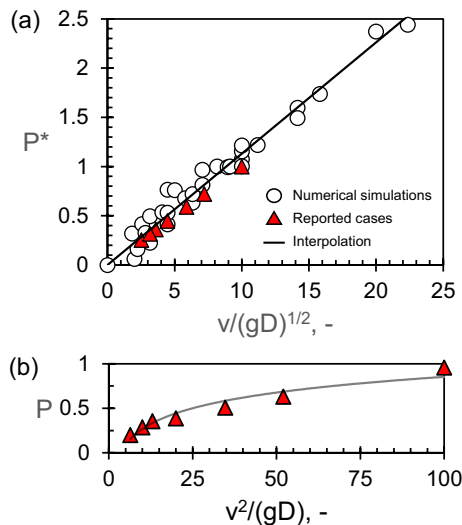 (a)
2.5
2
1.5
1
0.5
0
P*
Numerical simulations
Reported cases
Interpolation
0 5 10 15 20 25
v/(gD)^1/2, -
(b)
1
0.5
0
P
0 25 50 75 100
v²/(gD), -